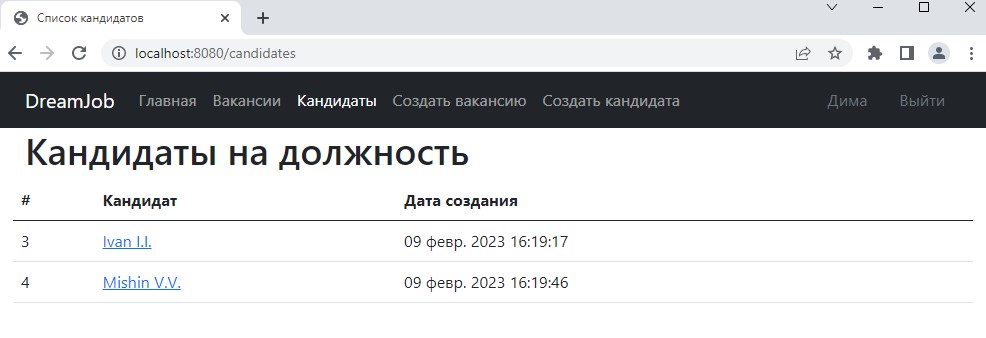 Список кандидатов
localhost:8080/candidates
DreamJob Главная Вакансии Кандидаты Создать вакансию Создать кандидата Дима Выйти
Кандидаты на должность
# Кандидат Дата создания
3 Ivan I.I. 09 февр. 2023 16:19:17
4 Mishin V.V. 09 февр. 2023 16:19:46